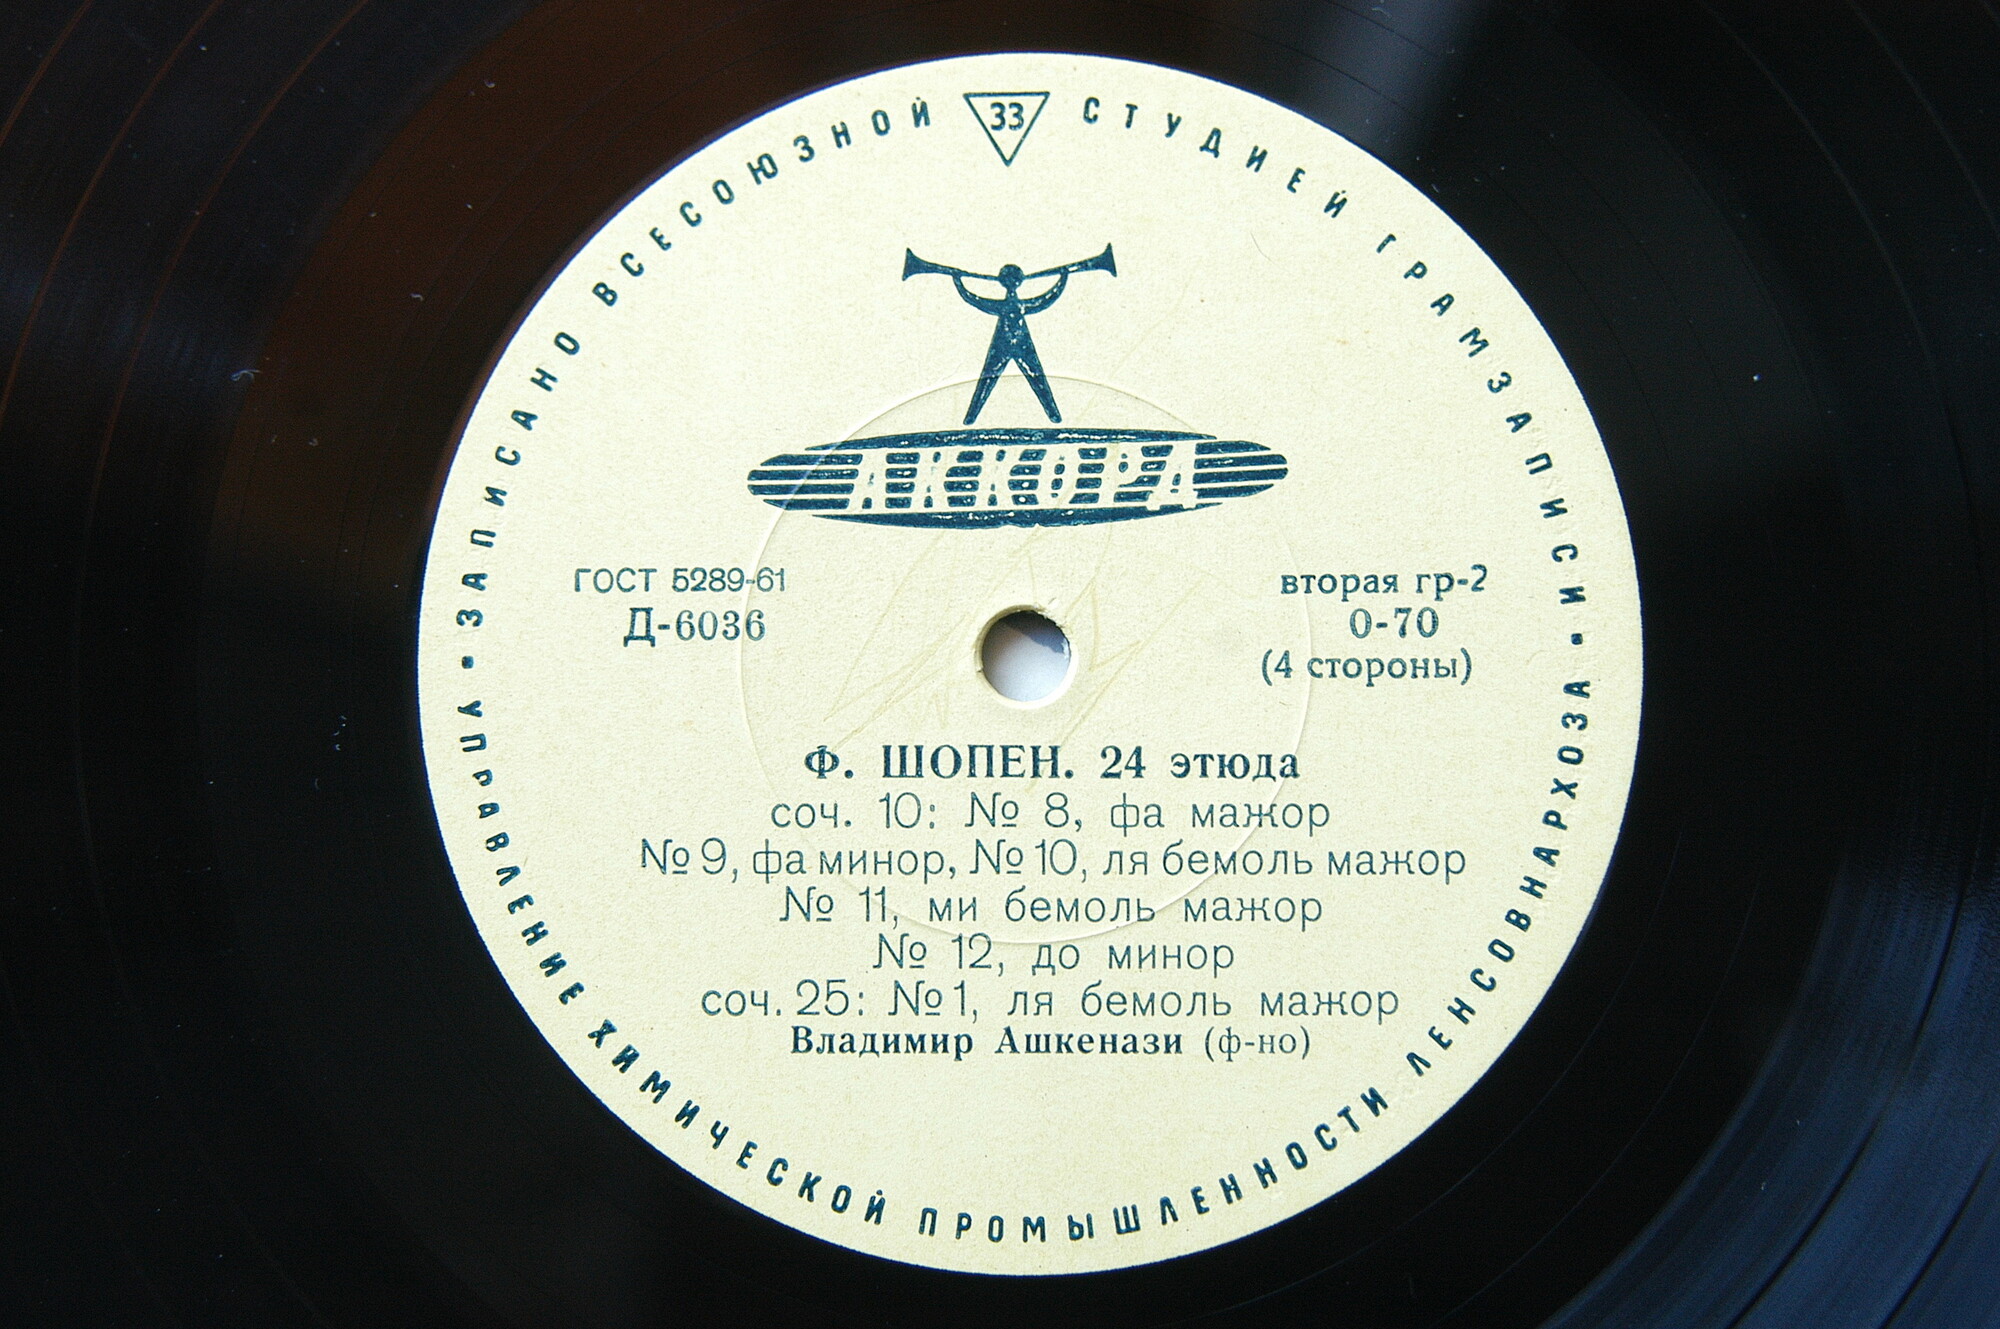 ЗАПИСАНО ВСЕСОЮЗНОЙ 33 СТУДИЕЙ ГРАМЗАПИСИ •
АККОРД
ГОСТ 5289-61
Д-6036
вторая гр-2
0-70
(4 стороны)
Ф. ШОПЕН. 24 этюда
соч. 10: № 8, фа мажор
№ 9, фа минор, № 10, ля бемоль мажор
№ 11, ми бемоль мажор
№ 12, до минор
соч. 25: № 1, ля бемоль мажор
Владимир Ашкенази (ф-но)
• УПРАВЛЕНИЕ ХИМИЧЕСКОЙ ПРОМЫШЛЕННОСТИ ЛЕНСОВНАРХОЗА